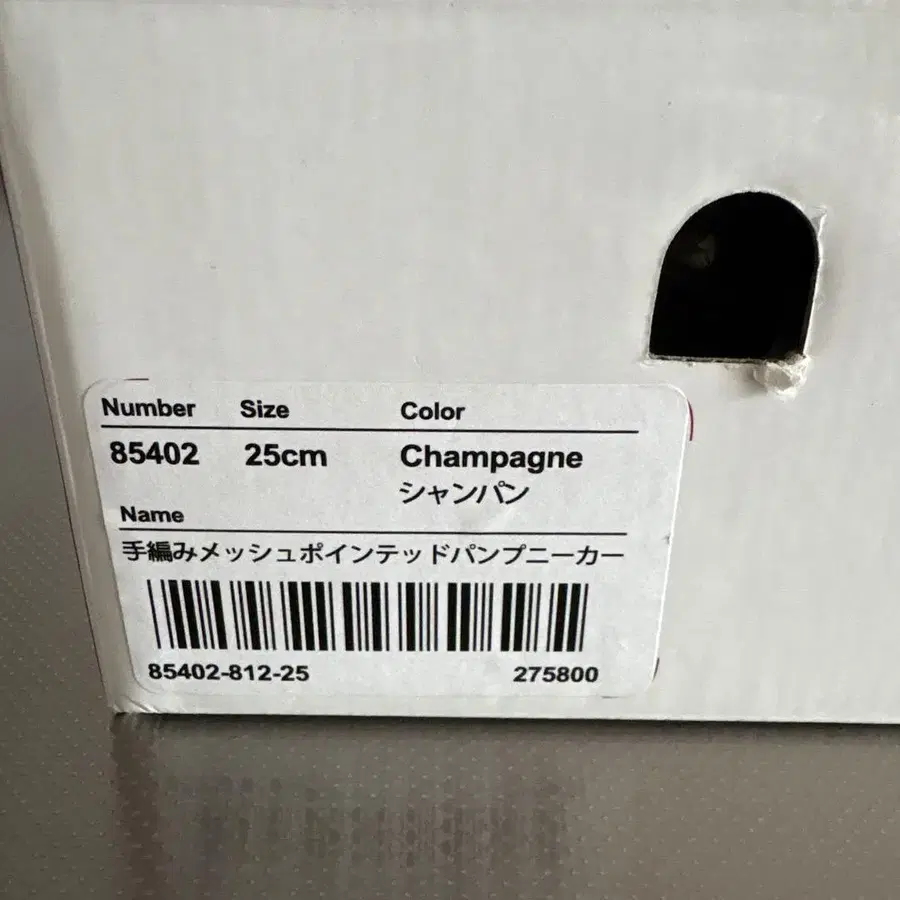 Number Size Color
85402 25cm Champagne
シャンパン
Name
手編みメッシュポインテッドパンプニーカー
85402-812-25 275800